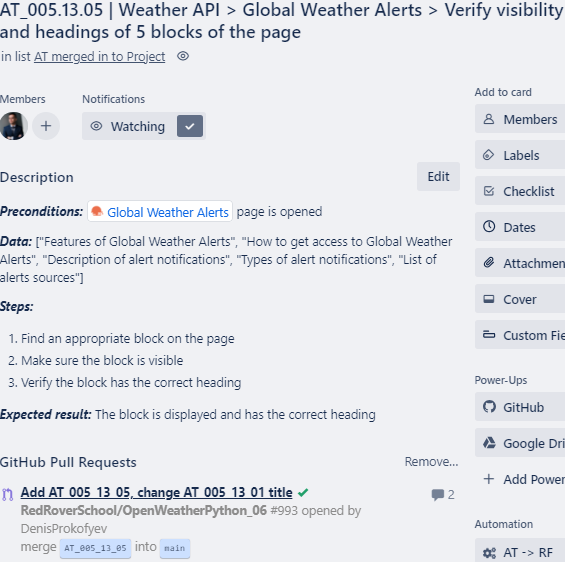 AT_005.13.05 | Weather API > Global Weather Alerts > Verify visibility
and headings of 5 blocks of the page
in list AT merged in to Project
Members
Notifications
Watching
Description
Edit
Preconditions: Global Weather Alerts page is opened
Data: ["Features of Global Weather Alerts", "How to get access to Global Weather
Alerts", "Description of alert notifications", "Types of alert notifications", "List of
alerts sources"]
Steps:
1. Find an appropriate block on the page
2. Make sure the block is visible
3. Verify the block has the correct heading
Expected result: The block is displayed and has the correct heading
GitHub Pull Requests
Remove...
Add AT_005_13_05, change AT_005_13_01 title
2
RedRoverSchool/OpenWeatherPython_06 #993 opened by
DenisProkofyev
merge AT_005_13_05 into main
Add to card
Members
Labels
Checklist
Dates
Attachmen
Cover
Custom Fie
Power-Ups
GitHub
Google Dri
Add Power
Automation
AT -> RF